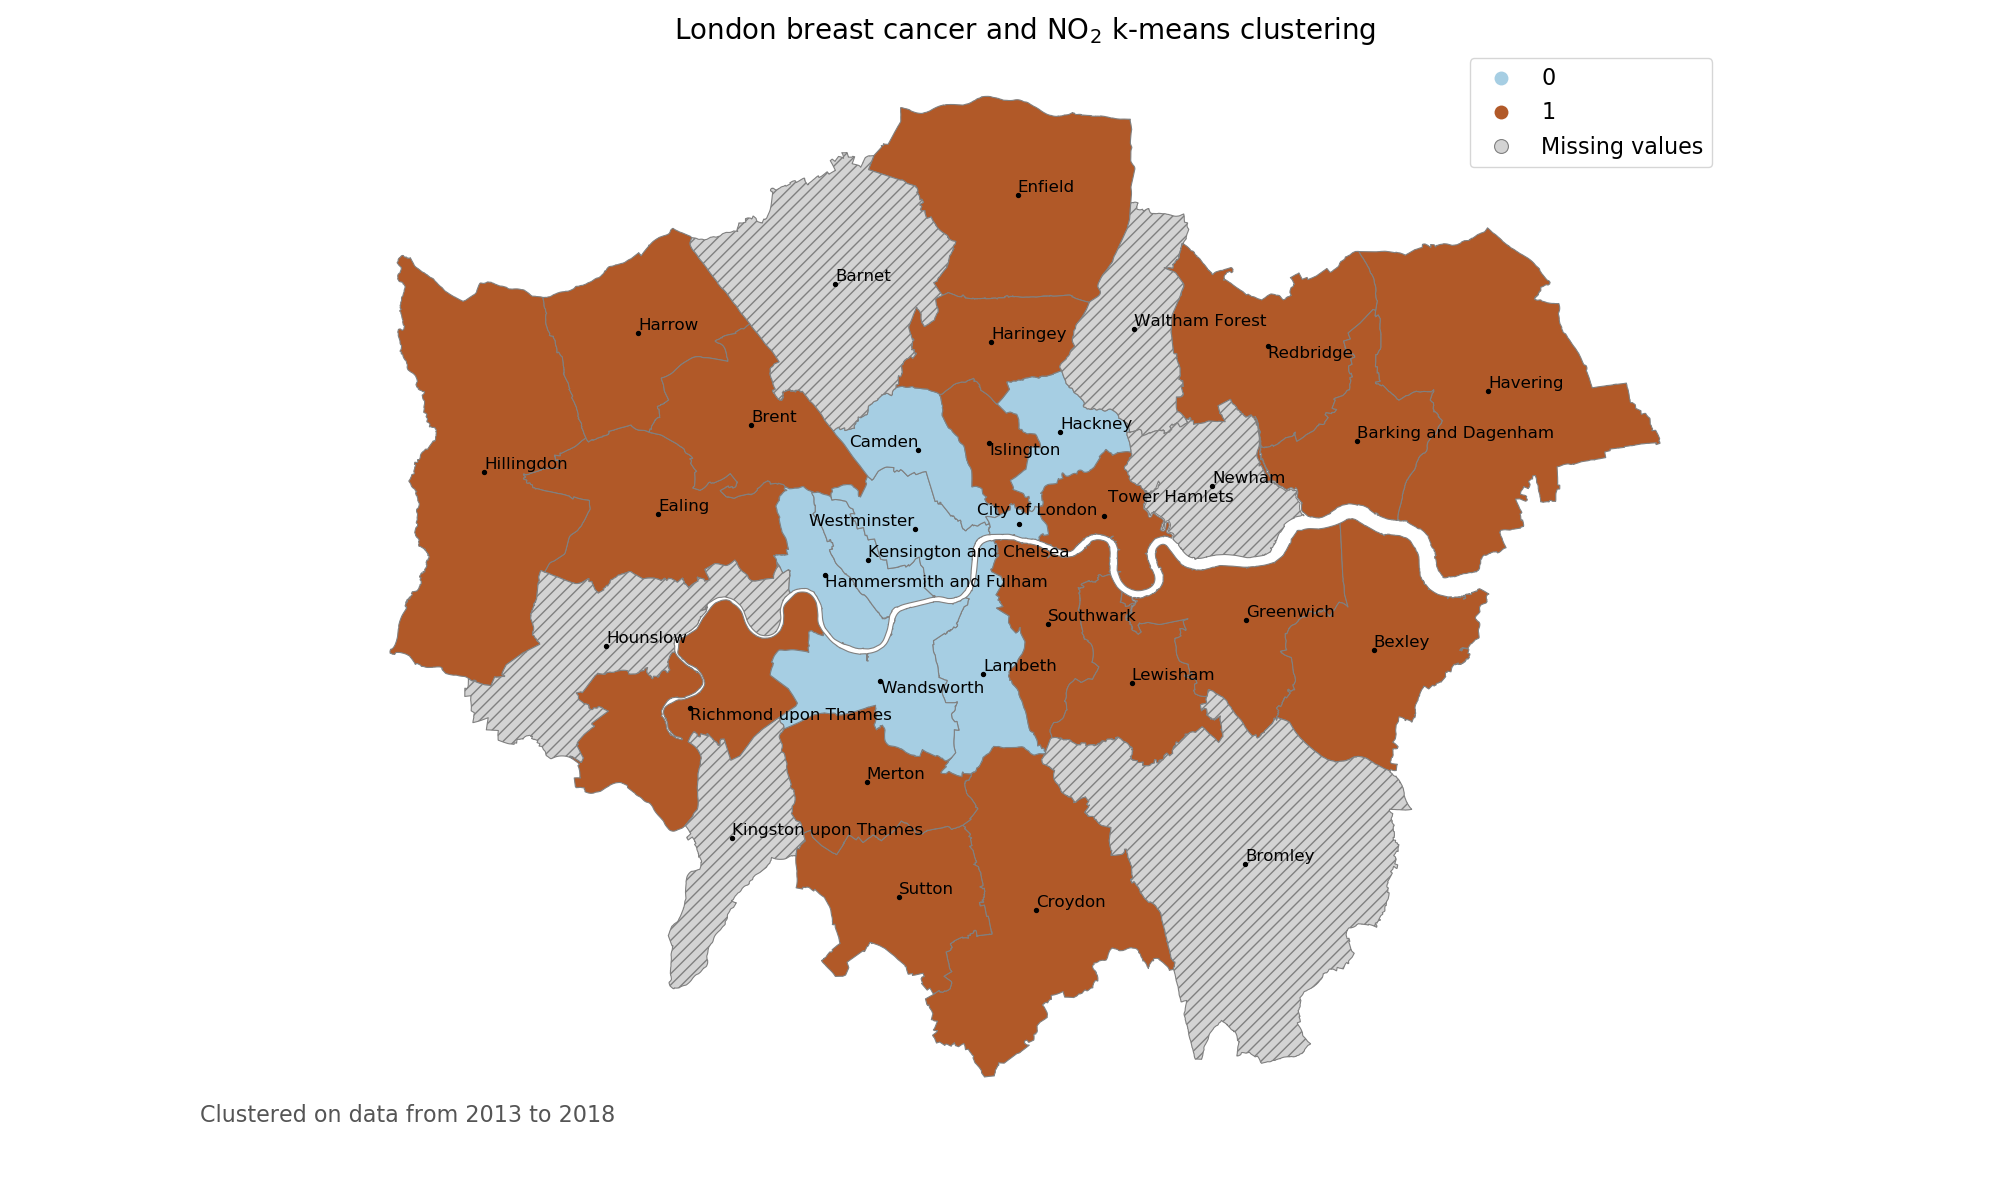 London breast cancer and NO₂ k-means clustering
0
1
Missing values
Enfield
Barnet
Harrow
Waltham Forest
Haringey
Redbridge
Havering
Brent
Hackney
Barking and Dagenham
Camden
Islington
Hillingdon
Newham
Tower Hamlets
Ealing
City of London
Westminster
Kensington and Chelsea
Hammersmith and Fulham
Greenwich
Southwark
Hounslow
Bexley
Lambeth
Lewisham
Wandsworth
Richmond upon Thames
Merton
Kingston upon Thames
Bromley
Sutton
Croydon
Clustered on data from 2013 to 2018